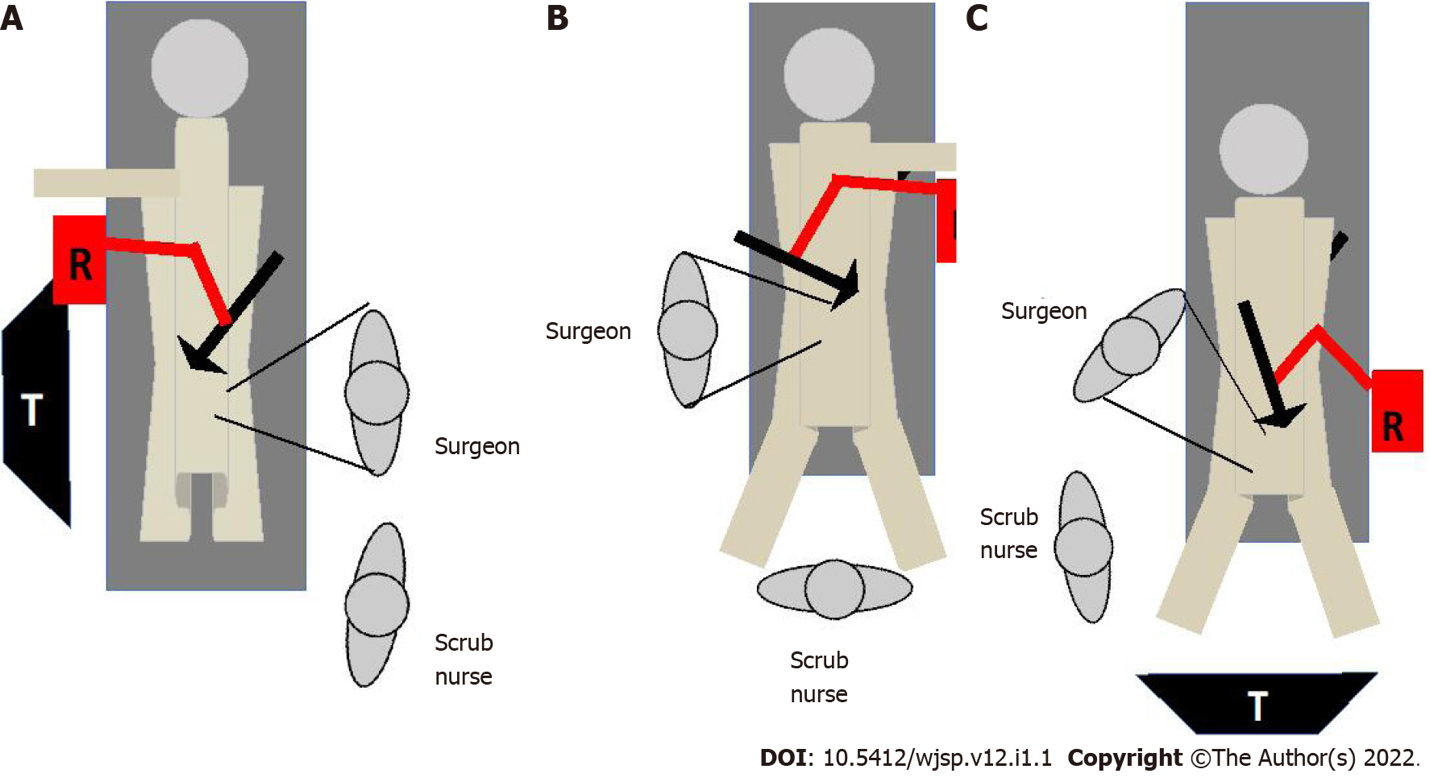 A
B
C
R
T
Surgeon
Scrub
nurse
Surgeon
Scrub
nurse
Surgeon
R
Scrub
nurse
T
DOI: 10.5412/wjsp.v12.i1.1 Copyright ©The Author(s) 2022.